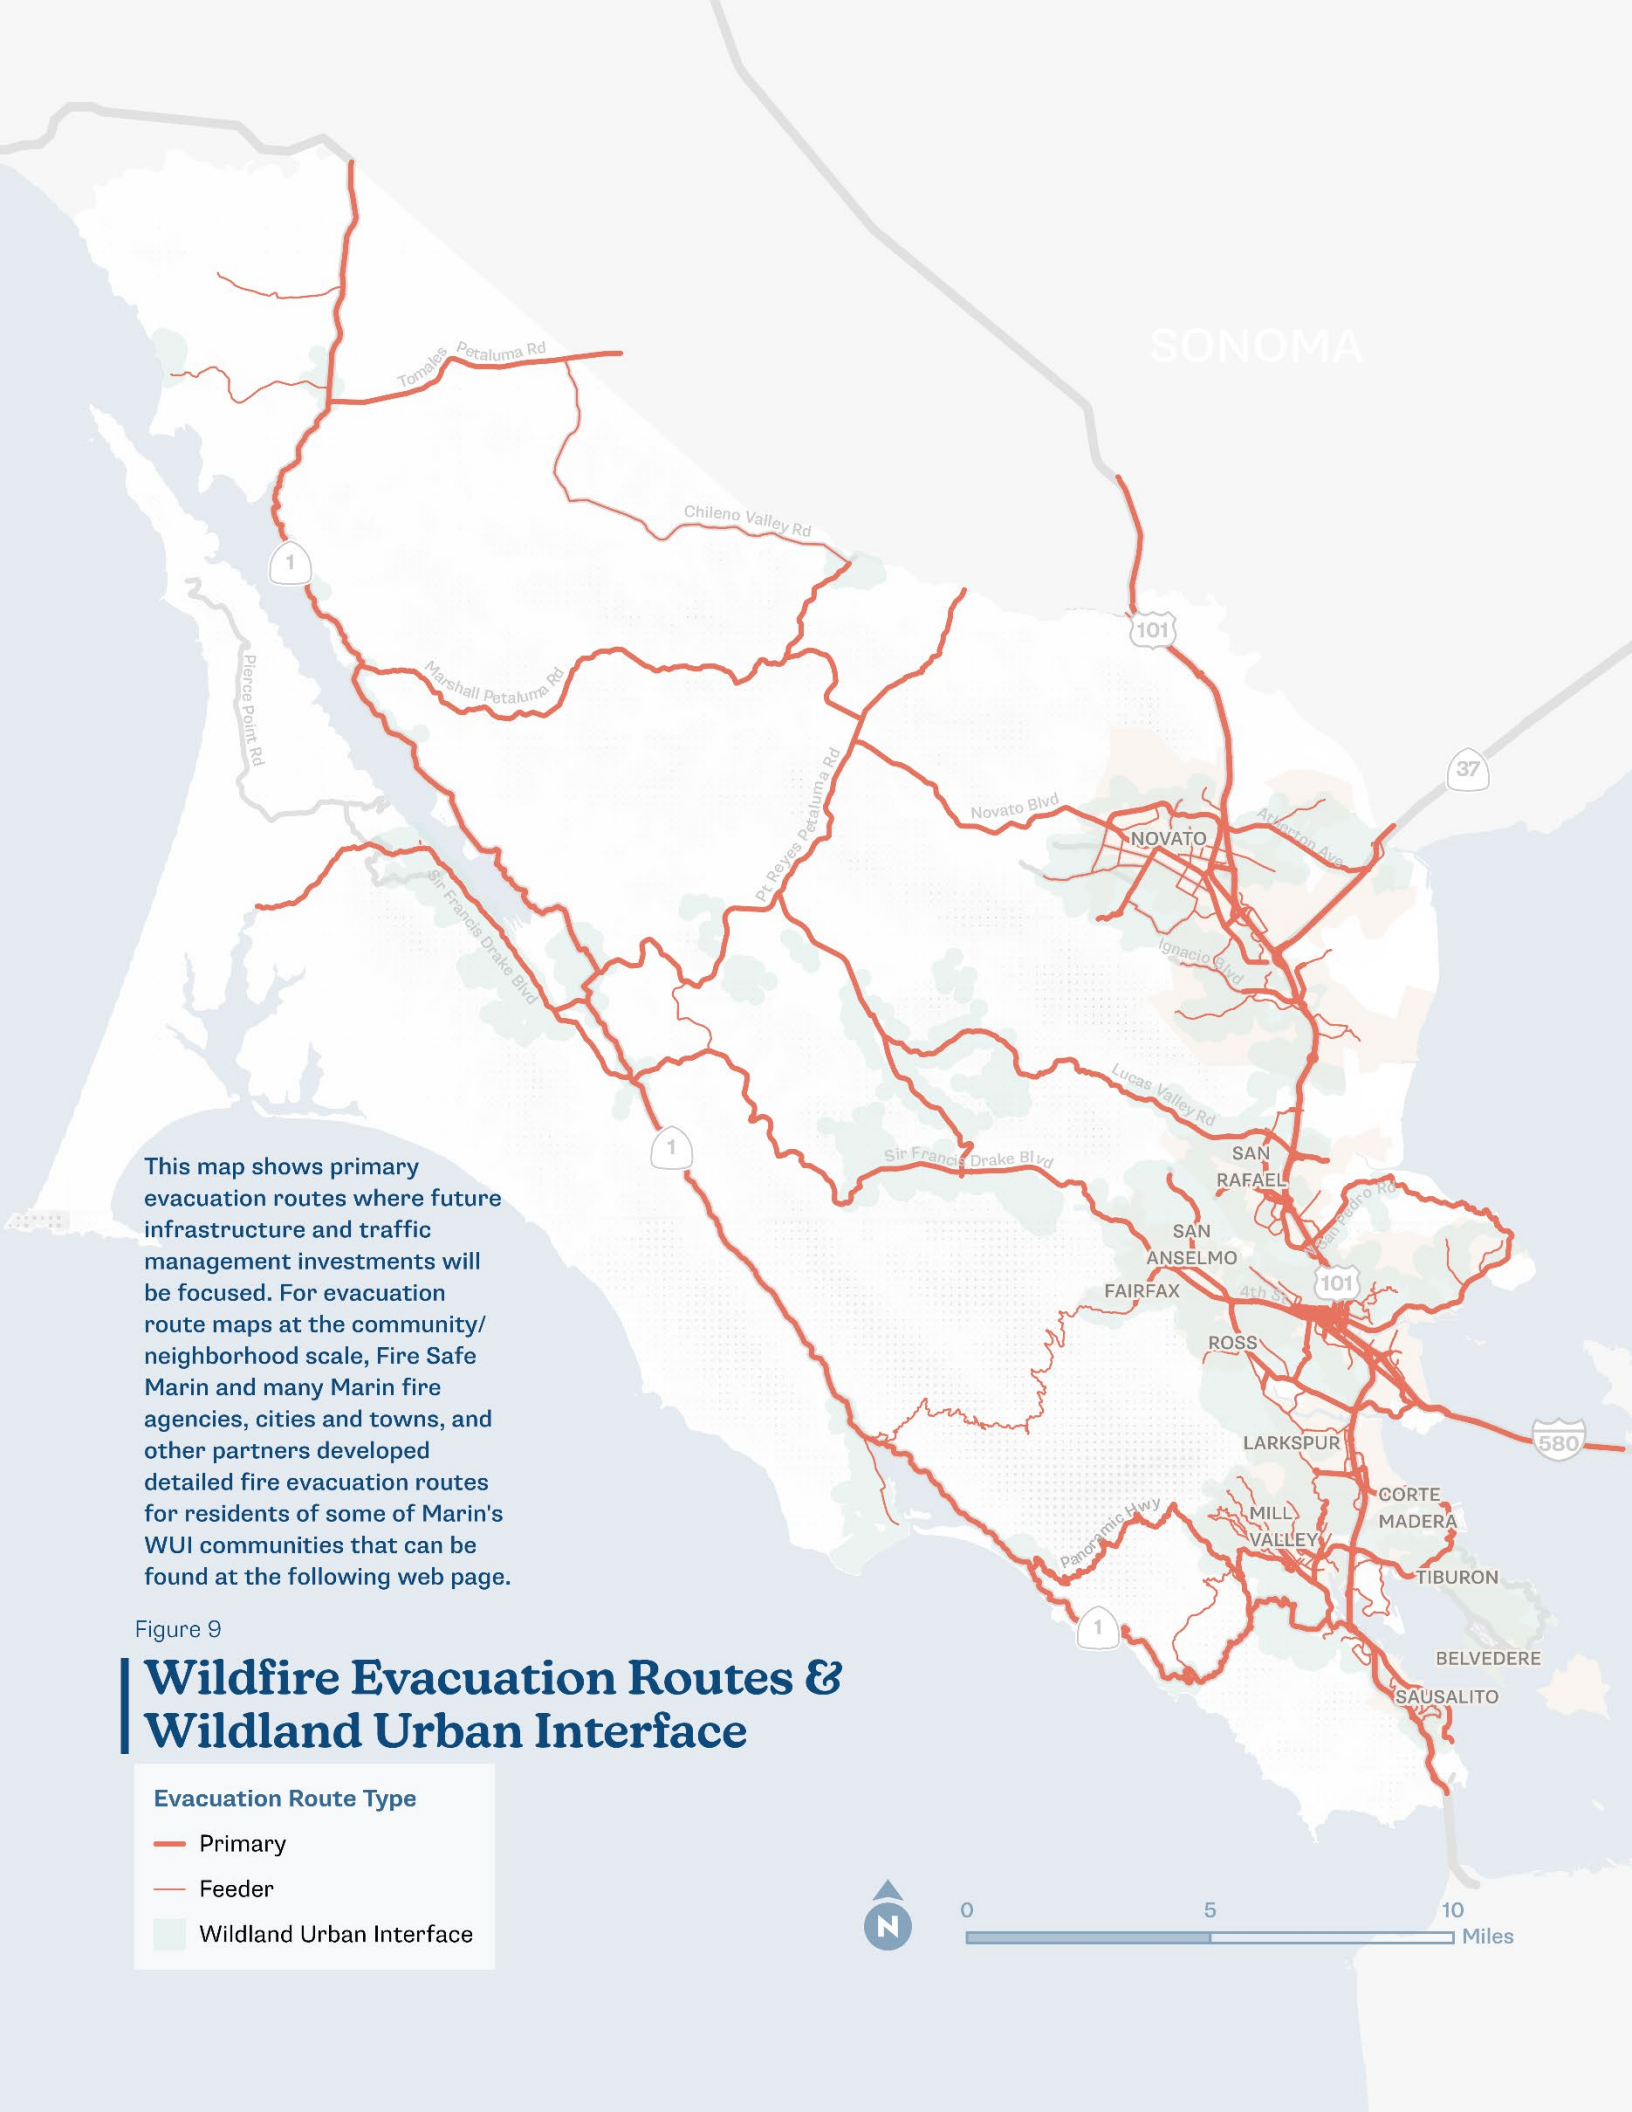 SONOMA
Tomales Petaluma Rd
Chileno Valley Rd
1
101
Pierce Point Rd
Marshall Petaluma Rd
37
Pt Reyes Petaluma Rd
Novato Blvd
Atherton Ave
NOVATO
Sir Francis Drake Blvd
Ignacio Blvd
Lucas Valley Rd
1
Sir Francis Drake Blvd
SAN
RAFAEL
N San Pedro Rd
SAN
ANSELMO
101
FAIRFAX
4th St
ROSS
LARKSPUR
580
CORTE
MADERA
MILL
VALLEY
Panoramic Hwy
TIBURON
1
BELVEDERE
SAUSALITO
This map shows primary
evacuation routes where future
infrastructure and traffic
management investments will
be focused. For evacuation
route maps at the community/
neighborhood scale, Fire Safe
Marin and many Marin fire
agencies, cities and towns, and
other partners developed
detailed fire evacuation routes
for residents of some of Marin's
WUI communities that can be
found at the following web page.
Figure 9
Wildfire Evacuation Routes &
Wildland Urban Interface
Evacuation Route Type
Primary
Feeder
Wildland Urban Interface
N
0 5 10
Miles